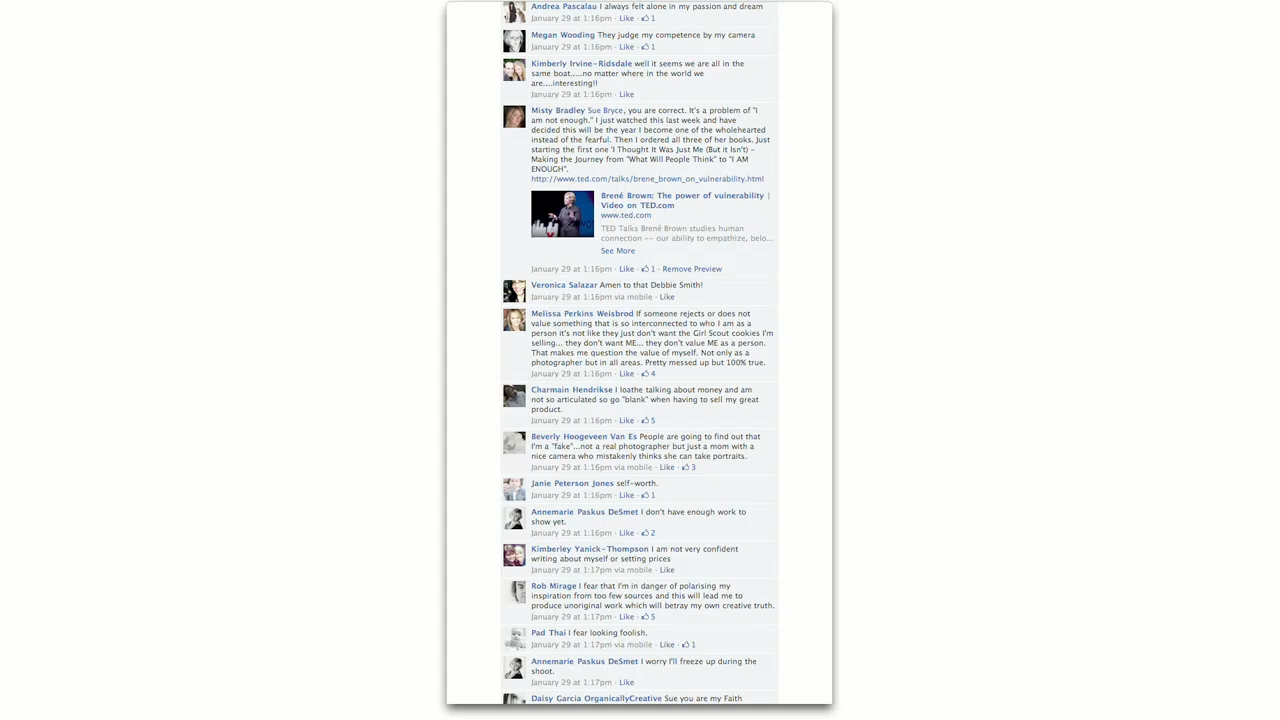 Andrea Pascalau I always felt alone in my passion and dream
January 29 at 1:16pm · Like · 1
Megan Wooding They judge my competence by my camera
January 29 at 1:16pm · Like · 1
Kimberly Irvine-Ridsdale well it seems we are all in the
same boat.....no matter where in the world we
are....interesting!!
January 29 at 1:16pm · Like
Misty Bradley Sue Bryce, you are correct. It's a problem of "I
am not enough." I just watched this last week and have
decided this will be the year I become one of the wholehearted
instead of the fearful. Then I ordered all three of her books. Just
starting the first one 'I Thought It Was Just Me (But it Isn't) -
Making the Journey from "What Will People Think" to "I AM
ENOUGH".
http://www.ted.com/talks/brene_brown_on_vulnerability.html
Brené Brown: The power of vulnerability |
Video on TED.com
www.ted.com
TED Talks Brené Brown studies human
connection -- our ability to empathize, belo...
See More
January 29 at 1:16pm · Like · 1 · Remove Preview
Veronica Salazar Amen to that Debbie Smith!
January 29 at 1:16pm via mobile · Like
Melissa Perkins Weisbrod If someone rejects or does not
value something that is so interconnected to who I am as a
person it's not like they just don't want the Girl Scout cookies I'm
selling... they don't want ME... they don't value ME as a person.
That makes me question the value of myself. Not only as a
photographer but in all areas. Pretty messed up but 100% true.
January 29 at 1:16pm · Like · 4
Charmain Hendrikse I loathe talking about money and am
not so articulated so go "blank" when having to sell my great
product.
January 29 at 1:16pm · Like · 5
Beverly Hoogeveen Van Es People are going to find out that
I'm a "fake"...not a real photographer but just a mom with a
nice camera who mistakenly thinks she can take portraits.
January 29 at 1:16pm via mobile · Like · 3
Janie Peterson Jones self-worth.
January 29 at 1:16pm · Like · 1
Annemarie Paskus DeSmet I don't have enough work to
show yet.
January 29 at 1:16pm · Like · 2
Kimberley Yanick-Thompson I am not very confident
writing about myself or setting prices
January 29 at 1:17pm via mobile · Like
Rob Mirage I fear that I'm in danger of polarising my
inspiration from too few sources and this will lead me to
produce unoriginal work which will betray my own creative truth.
January 29 at 1:17pm · Like · 5
Pad Thai I fear looking foolish.
January 29 at 1:17pm via mobile · Like · 1
Annemarie Paskus DeSmet I worry I'll freeze up during the
shoot.
January 29 at 1:17pm · Like
Daisy Garcia OrganicallyCreative Sue you are my Faith